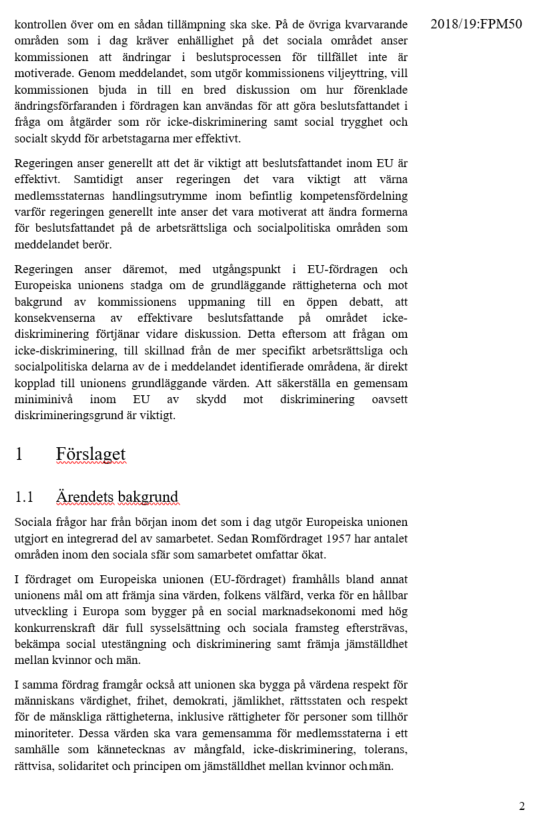 kontrollen över om en sådan tillämpning ska ske. På de övriga kvarvarande
områden som i dag kräver enhällighet på det sociala området anser
kommissionen att ändringar i beslutsprocessen för tillfället inte är
motiverade. Genom meddelandet, som utgör kommissionens viljeyttring, vill
kommissionen bjuda in till en bred diskussion om hur förenklade
ändringsförfaranden i fördragen kan användas för att göra beslutsfattandet i
fråga om åtgärder som rör icke-diskriminering samt social trygghet och
socialt skydd för arbetstagarna mer effektivt.
Regeringen anser generellt att det är viktigt att beslutsfattandet inom EU är
effektivt. Samtidigt anser regeringen det vara viktigt att värna
medlemsstaternas handlingsutrymme inom befintlig kompetensfördelning
varför regeringen generellt inte anser det vara motiverat att ändra formerna
för beslutsfattandet på de arbetsrättsliga och socialpolitiska områden som
meddelandet berör.
Regeringen anser däremot, med utgångspunkt i EU-fördragen och
Europeiska unionens stadga om de grundläggande rättigheterna och mot
bakgrund av kommissionens uppmaning till en öppen debatt, att
konsekvenserna av effektivare beslutsfattande på området icke-
diskriminering förtjänar vidare diskussion. Detta eftersom att frågan om
icke-diskriminering, till skillnad från de mer specifikt arbetsrättsliga och
socialpolitiska delarna av de i meddelandet identifierade områdena, är direkt
kopplad till unionens grundläggande värden. Att säkerställa en gemensam
miniminivå inom EU av skydd mot diskriminering oavsett
diskrimineringsgrund är viktigt.
1 Förslaget
1.1 Ärendets bakgrund
Sociala frågor har från början inom det som i dag utgör Europeiska unionen
utgjort en integrerad del av samarbetet. Sedan Romfördraget 1957 har antalet
områden inom den sociala sfär som samarbetet omfattar ökat.
I fördraget om Europeiska unionen (EU-fördraget) framhålls bland annat
unionens mål om att främja sina värden, folkens välfärd, verka för en hållbar
utveckling i Europa som bygger på en social marknadsekonomi med hög
konkurrenskraft där full sysselsättning och sociala framsteg eftersträvas,
bekämpa social utestängning och diskriminering samt främja jämställdhet
mellan kvinnor och män.
I samma fördrag framgår också att unionen ska bygga på värdena respekt för
människans värdighet, frihet, demokrati, jämlikhet, rättsstaten och respekt
för de mänskliga rättigheterna, inklusive rättigheter för personer som tillhör
minoriteter. Dessa värden ska vara gemensamma för medlemsstaterna i ett
samhälle som kännetecknas av mångfald, icke-diskriminering, tolerans,
rättvisa, solidaritet och principen om jämställdhet mellan kvinnor och män.
2018/19:FPM50
2